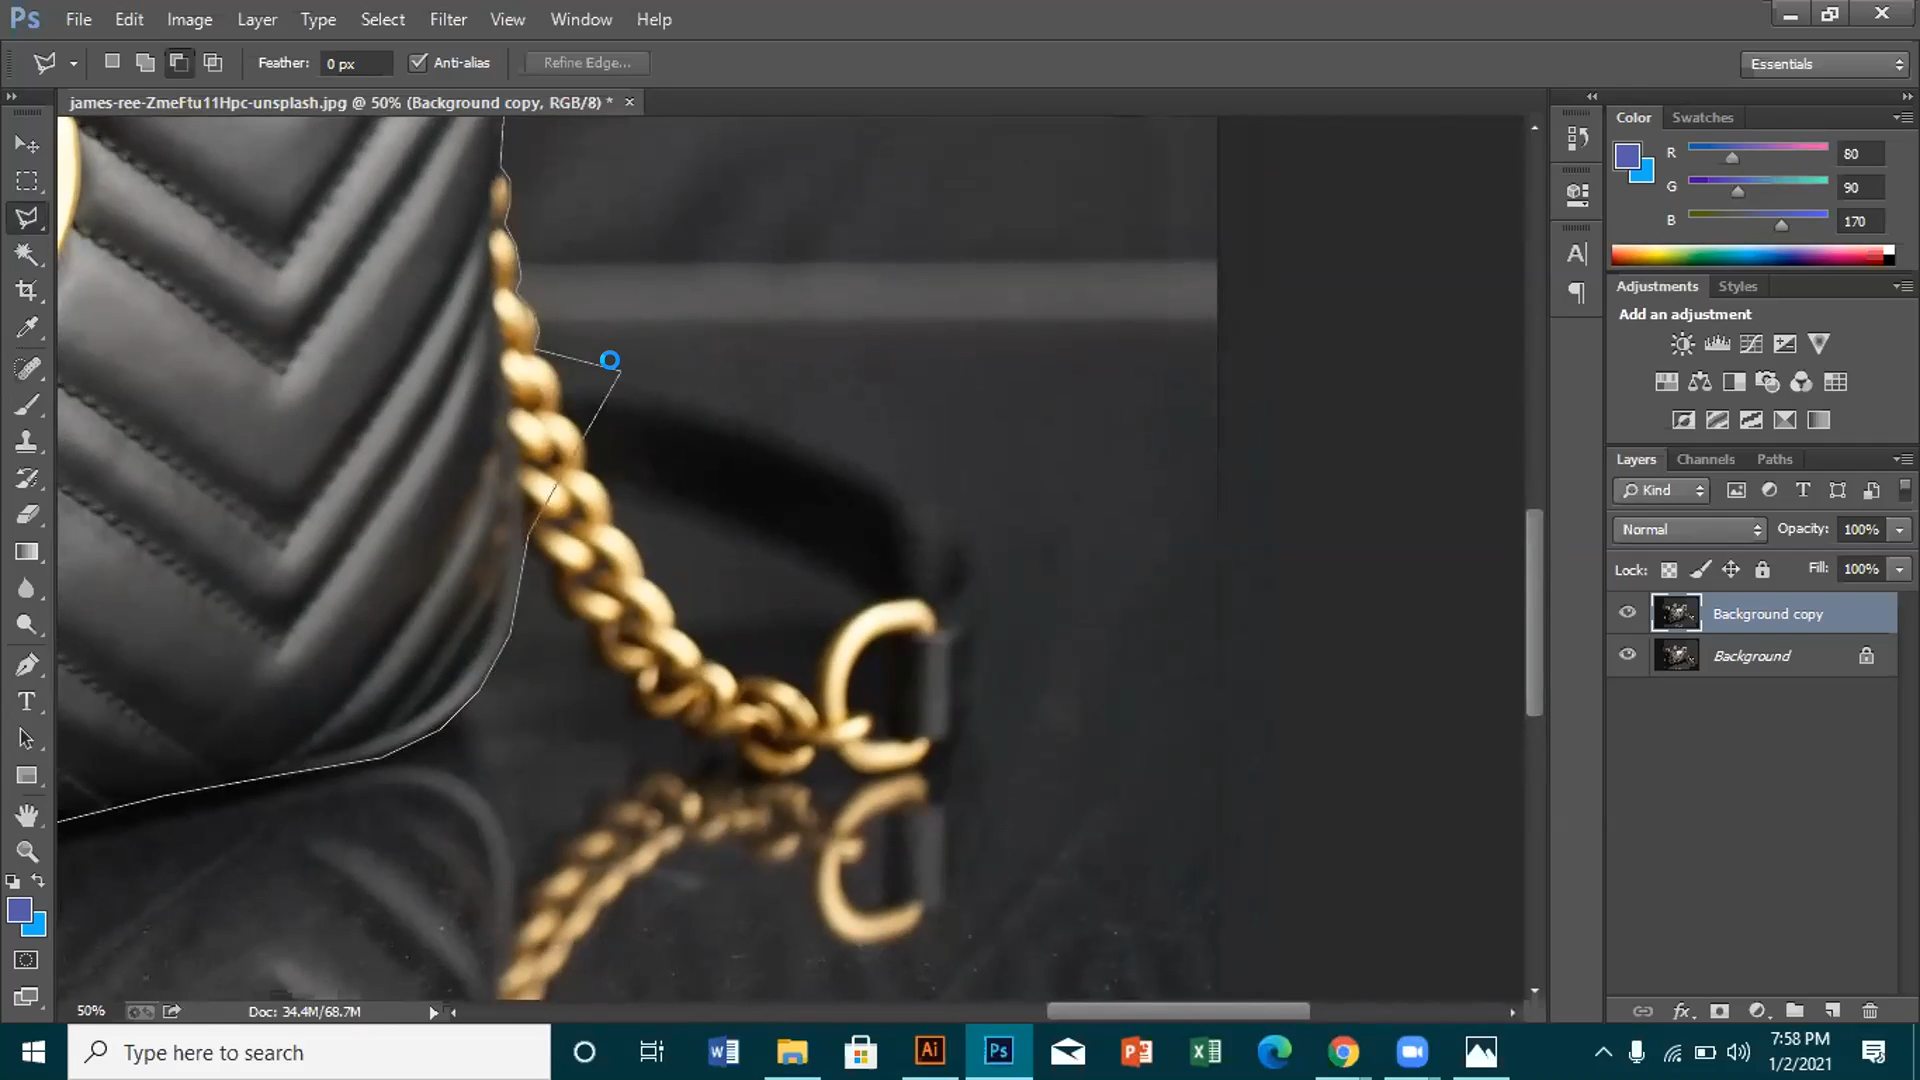 Ps File Edit Image Layer Type Select Filter View Window Help
Feather: 0 px Anti-alias Refine Edge... Essentials
james-ree-ZmeFtu11Hpc-unsplash.jpg @ 50% (Background copy, RGB/8) * ×
Color Swatches
R 80
G 90
B 170
Adjustments Styles
Add an adjustment
Layers Channels Paths
Kind
Normal Opacity: 100%
Lock: Fill: 100%
Background copy
Background
50% Doc: 34.4M/68.7M
Type here to search
Ai Ps
7:58 PM
1/2/2021